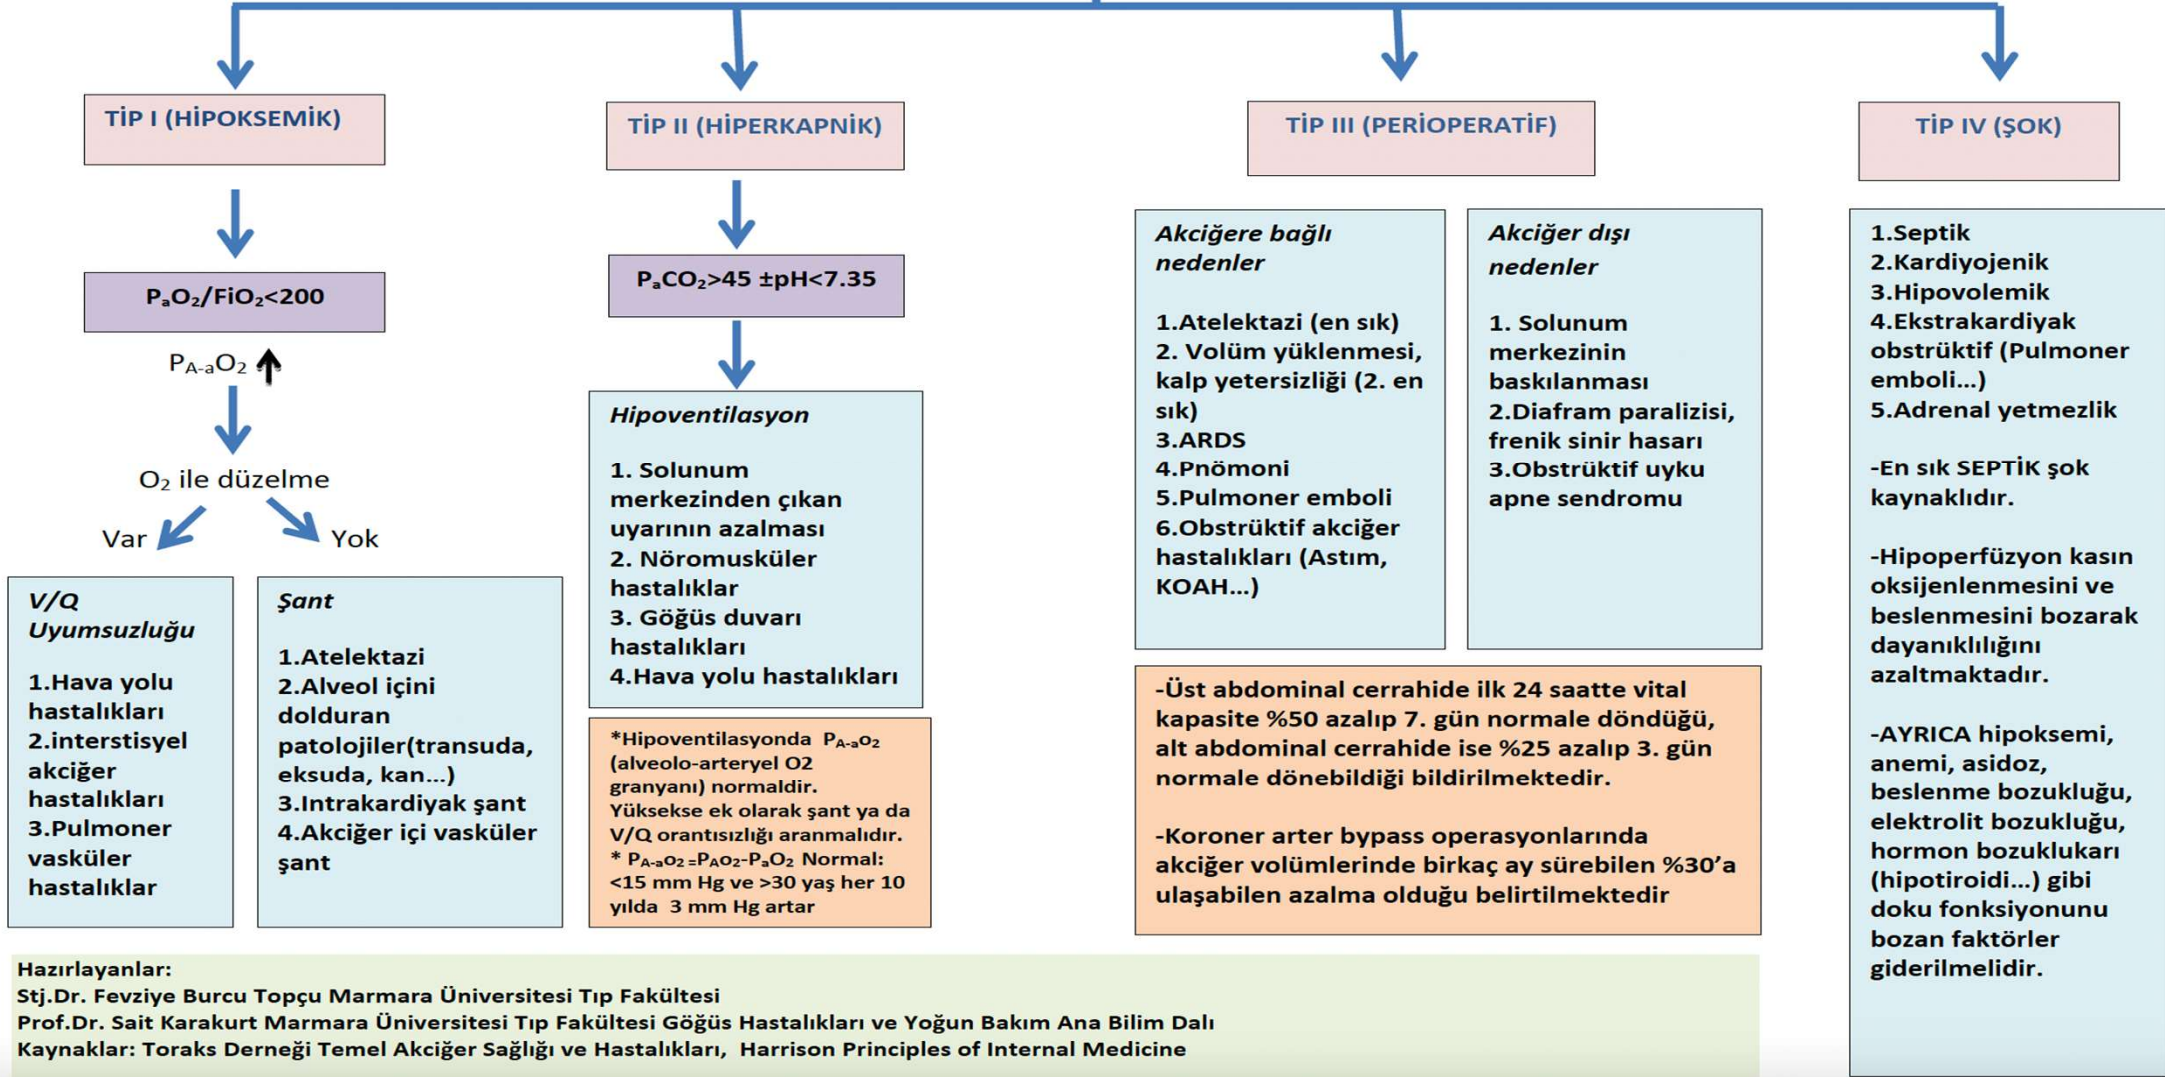 TİP I (HİPOKSEMİK)
PaO₂/FiO₂<200
PA-aO₂
O₂ ile düzelme
Var
Yok
V/Q
Uyumsuzluğu
1.Hava yolu
hastalıkları
2.interstisyel
akciğer
hastalıkları
3.Pulmoner
vasküler
hastalıklar
Şant
1.Atelektazi
2.Alveol içini
dolduran
patolojiler(transuda,
eksuda, kan...)
3.Intrakardiyak şant
4.Akciğer içi vasküler
şant
TİP II (HİPERKAPNİK)
PaCO₂>45 ±pH<7.35
Hipoventilasyon
1. Solunum
merkezinden çıkan
uyarının azalması
2. Nöromusküler
hastalıklar
3. Göğüs duvarı
hastalıkları
4.Hava yolu hastalıkları
*Hipoventilasyonda PA-ao₂
(alveolo-arteryel O2
granyanı) normaldir.
Yüksekse ek olarak şant ya da
V/Q orantısızlığı aranmalıdır.
* PA-ao₂ =PAo₂-PaO₂ Normal:
<15 mm Hg ve >30 yaş her 10
yılda 3 mm Hg artar
TİP III (PERİOPERATİF)
Akciğere bağlı
nedenler
1.Atelektazi (en sık)
2. Volüm yüklenmesi,
kalp yetersizliği (2. en
sık)
3.ARDS
4.Pnömoni
5.Pulmoner emboli
6.Obstrüktif akciğer
hastalıkları (Astım,
KOAH...)
Akciğer dışı
nedenler
1. Solunum
merkezinin
baskılanması
2.Diafram paralizisi,
frenik sinir hasarı
3.Obstrüktif uyku
apne sendromu
-Üst abdominal cerrahide ilk 24 saatte vital
kapasite %50 azalıp 7. gün normale döndüğü,
alt abdominal cerrahide ise %25 azalıp 3. gün
normale dönebildiği bildirilmektedir.
-Koroner arter bypass operasyonlarında
akciğer volümlerinde birkaç ay sürebilen %30’a
ulaşabilen azalma olduğu belirtilmektedir
TİP IV (ŞOK)
1.Septik
2.Kardiyojenik
3.Hipovolemik
4.Ekstrakardiyak
obstrüktif (Pulmoner
emboli...)
5.Adrenal yetmezlik
-En sık SEPTİK şok
kaynaklıdır.
-Hipoperfüzyon kasın
oksijenlenmesini ve
beslenmesini bozarak
dayanıklılığını
azaltmaktadır.
-AYRICA hipoksemi,
anemi, asidoz,
beslenme bozukluğu,
elektrolit bozukluğu,
hormon bozuklukarı
(hipotiroidi...) gibi
doku fonksiyonunu
bozan faktörler
giderilmelidir.
Hazırlayanlar:
Stj.Dr. Fevziye Burcu Topçu Marmara Üniversitesi Tıp Fakültesi
Prof.Dr. Sait Karakurt Marmara Üniversitesi Tıp Fakültesi Göğüs Hastalıkları ve Yoğun Bakım Ana Bilim Dalı
Kaynaklar: Toraks Derneği Temel Akciğer Sağlığı ve Hastalıkları, Harrison Principles of Internal Medicine